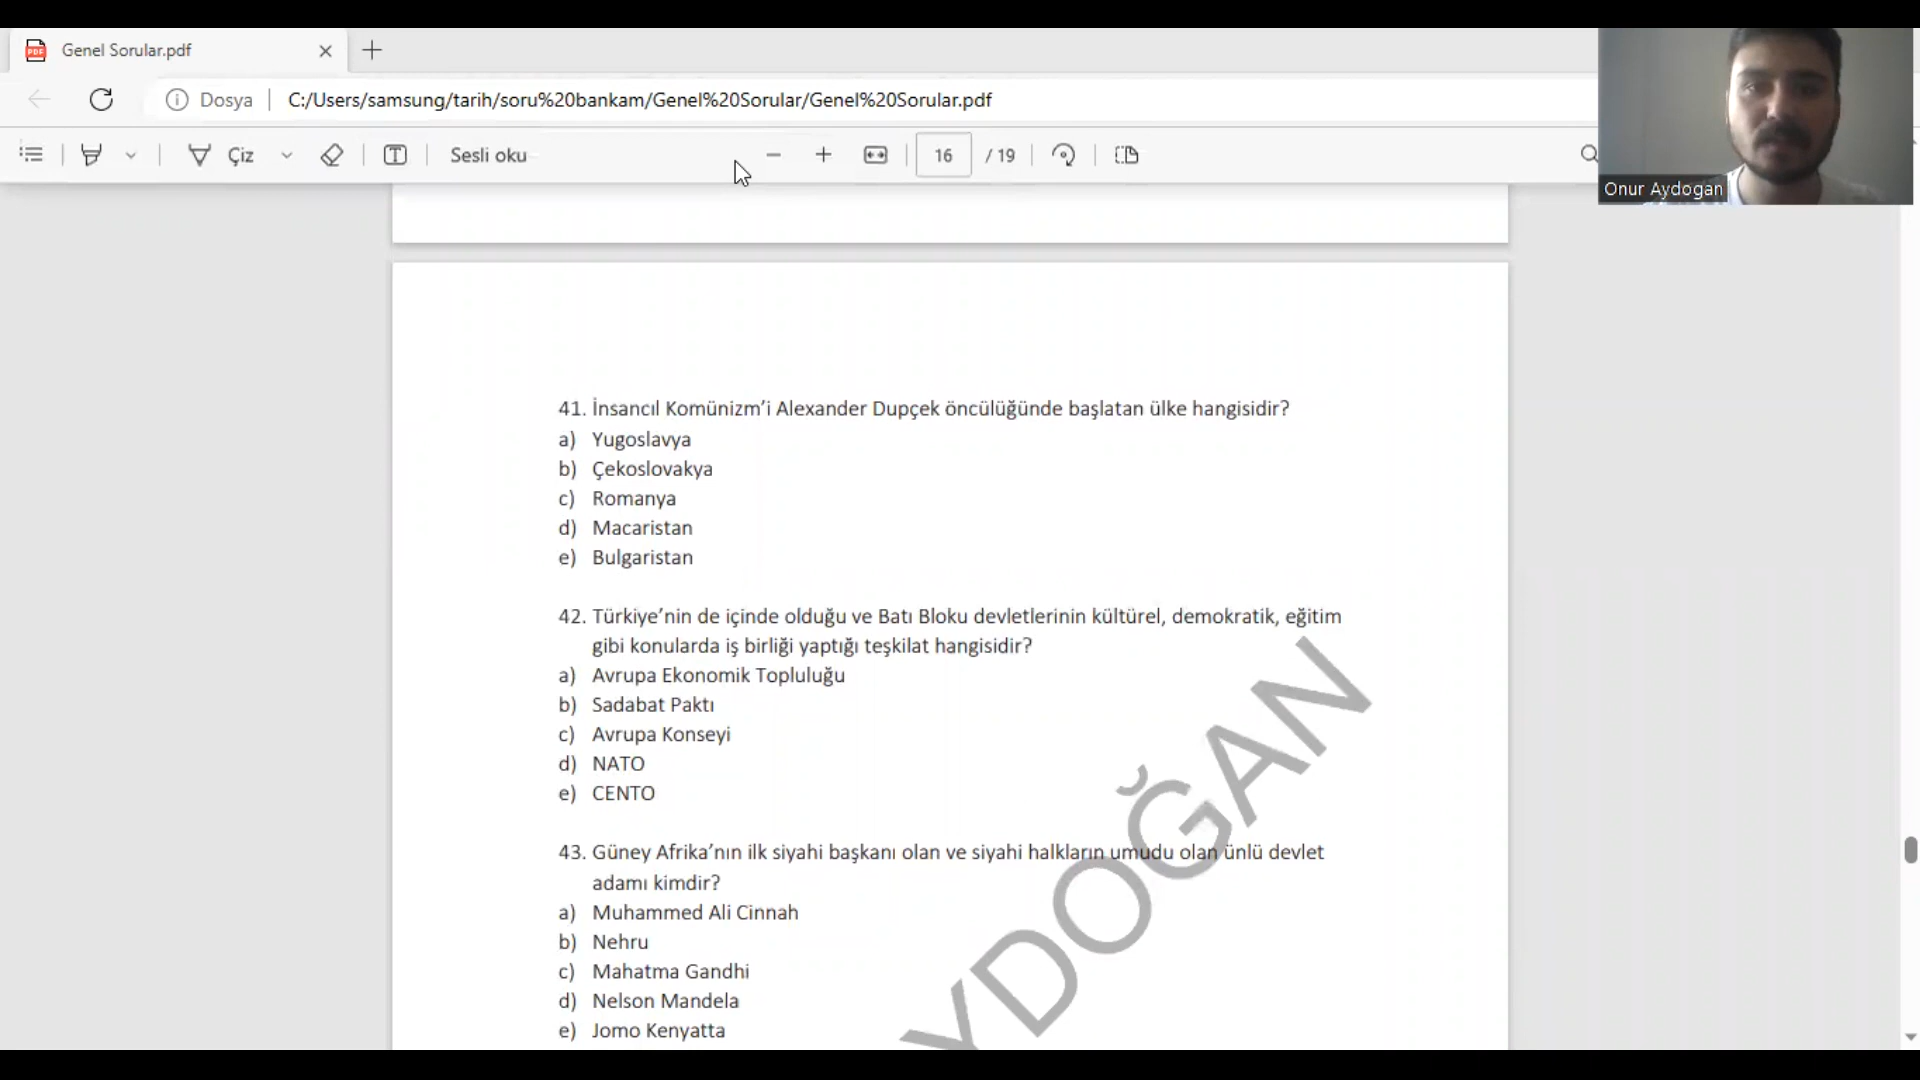 Genel Sorular.pdf
Dosya
C:/Users/samsung/tarih/soru%20bankam/Genel%20Sorular/Genel%20Sorular.pdf
Çiz
Sesli oku
16
/ 19
Onur Aydogan
41. İnsancıl Komünizm’i Alexander Dupçek öncülüğünde başlatan ülke hangisidir?
a) Yugoslavya
b) Çekoslovakya
c) Romanya
d) Macaristan
e) Bulgaristan
42. Türkiye’nin de içinde olduğu ve Batı Bloku devletlerinin kültürel, demokratik, eğitim
gibi konularda iş birliği yaptığı teşkilat hangisidir?
a) Avrupa Ekonomik Topluluğu
b) Sadabat Paktı
c) Avrupa Konseyi
d) NATO
e) CENTO
43. Güney Afrika’nın ilk siyahi başkanı olan ve siyahi halkların umudu olan ünlü devlet
adamı kimdir?
a) Muhammed Ali Cinnah
b) Nehru
c) Mahatma Gandhi
d) Nelson Mandela
e) Jomo Kenyatta
YDOĞAN